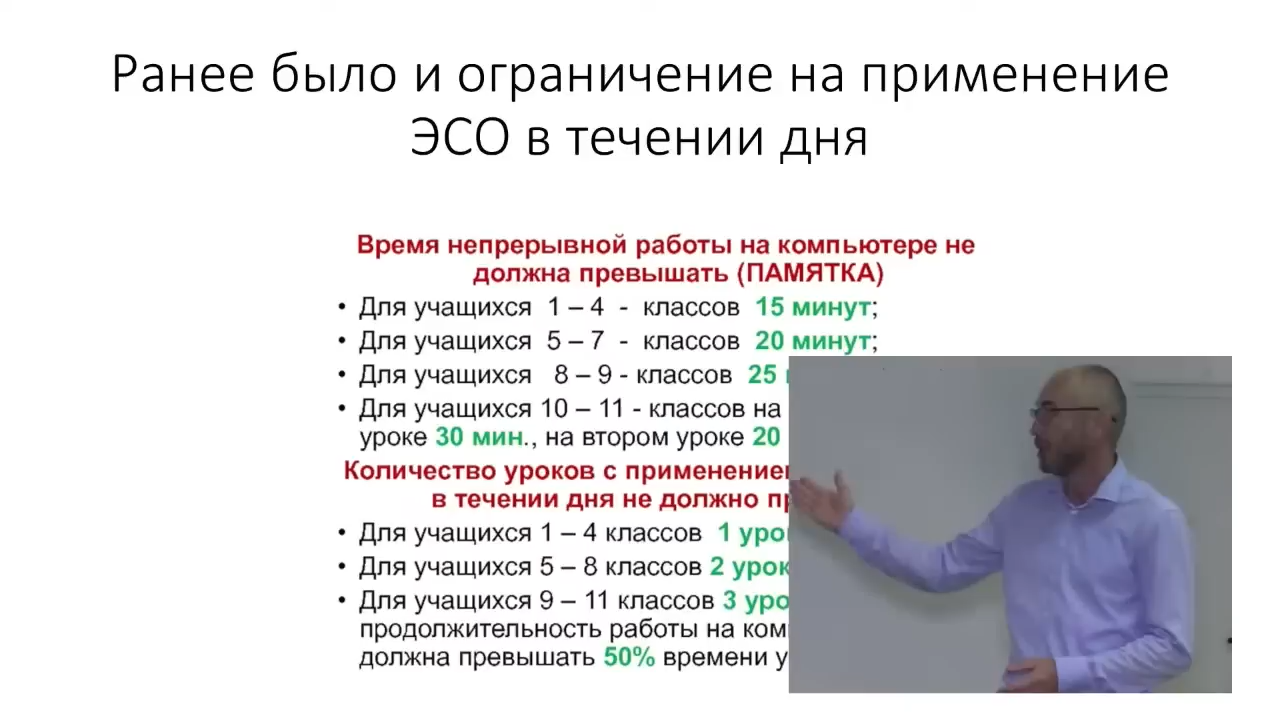 Ранее было и ограничение на применение
ЭСО в течении дня
Время непрерывной работы на компьютере не
должна превышать (ПАМЯТКА)
• Для учащихся 1 – 4 - классов 15 минут;
• Для учащихся 5 – 7 - классов 20 минут;
• Для учащихся 8 – 9 - классов 25
• Для учащихся 10 – 11 - классов на
уроке 30 мин., на втором уроке 20
Количество уроков с
в течении дня не должно
• Для учащихся 1 – 4 классов 1
• Для учащихся 5 – 8 классов 2
• Для учащихся 9 – 11 классов 3
продолжительность работы на
должна превышать 50% времени